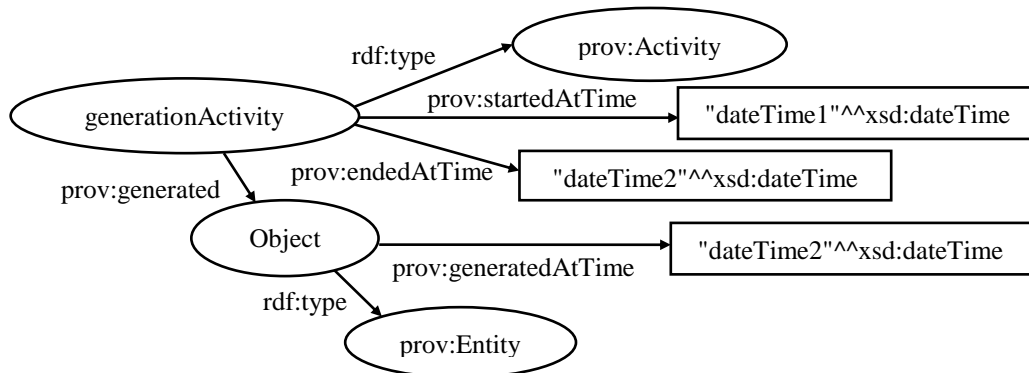 prov:Activity
rdf:type
prov:startedAtTime
generationActivity
"dateTime1"^^xsd:dateTime
prov:endedAtTime
"dateTime2"^^xsd:dateTime
prov:generated
Object
"dateTime2"^^xsd:dateTime
prov:generatedAtTime
rdf:type
prov:Entity